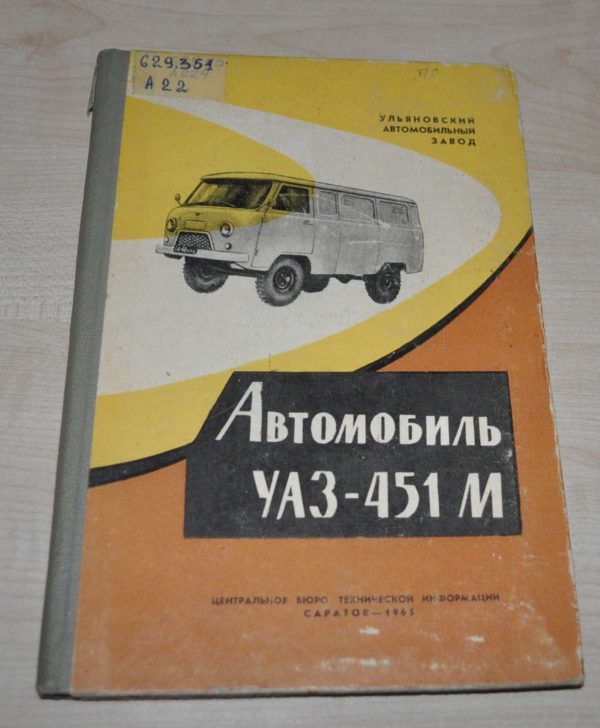 629.351
А22
УЛЬЯНОВСКИЙ
АВТОМОБИЛЬНЫЙ
ЗАВОД
Автомобиль
УАЗ-451 М
ЦЕНТРАЛЬНОЕ БЮРО ТЕХНИЧЕСКОЙ ИНФОРМАЦИИ
САРАТОВ—1965